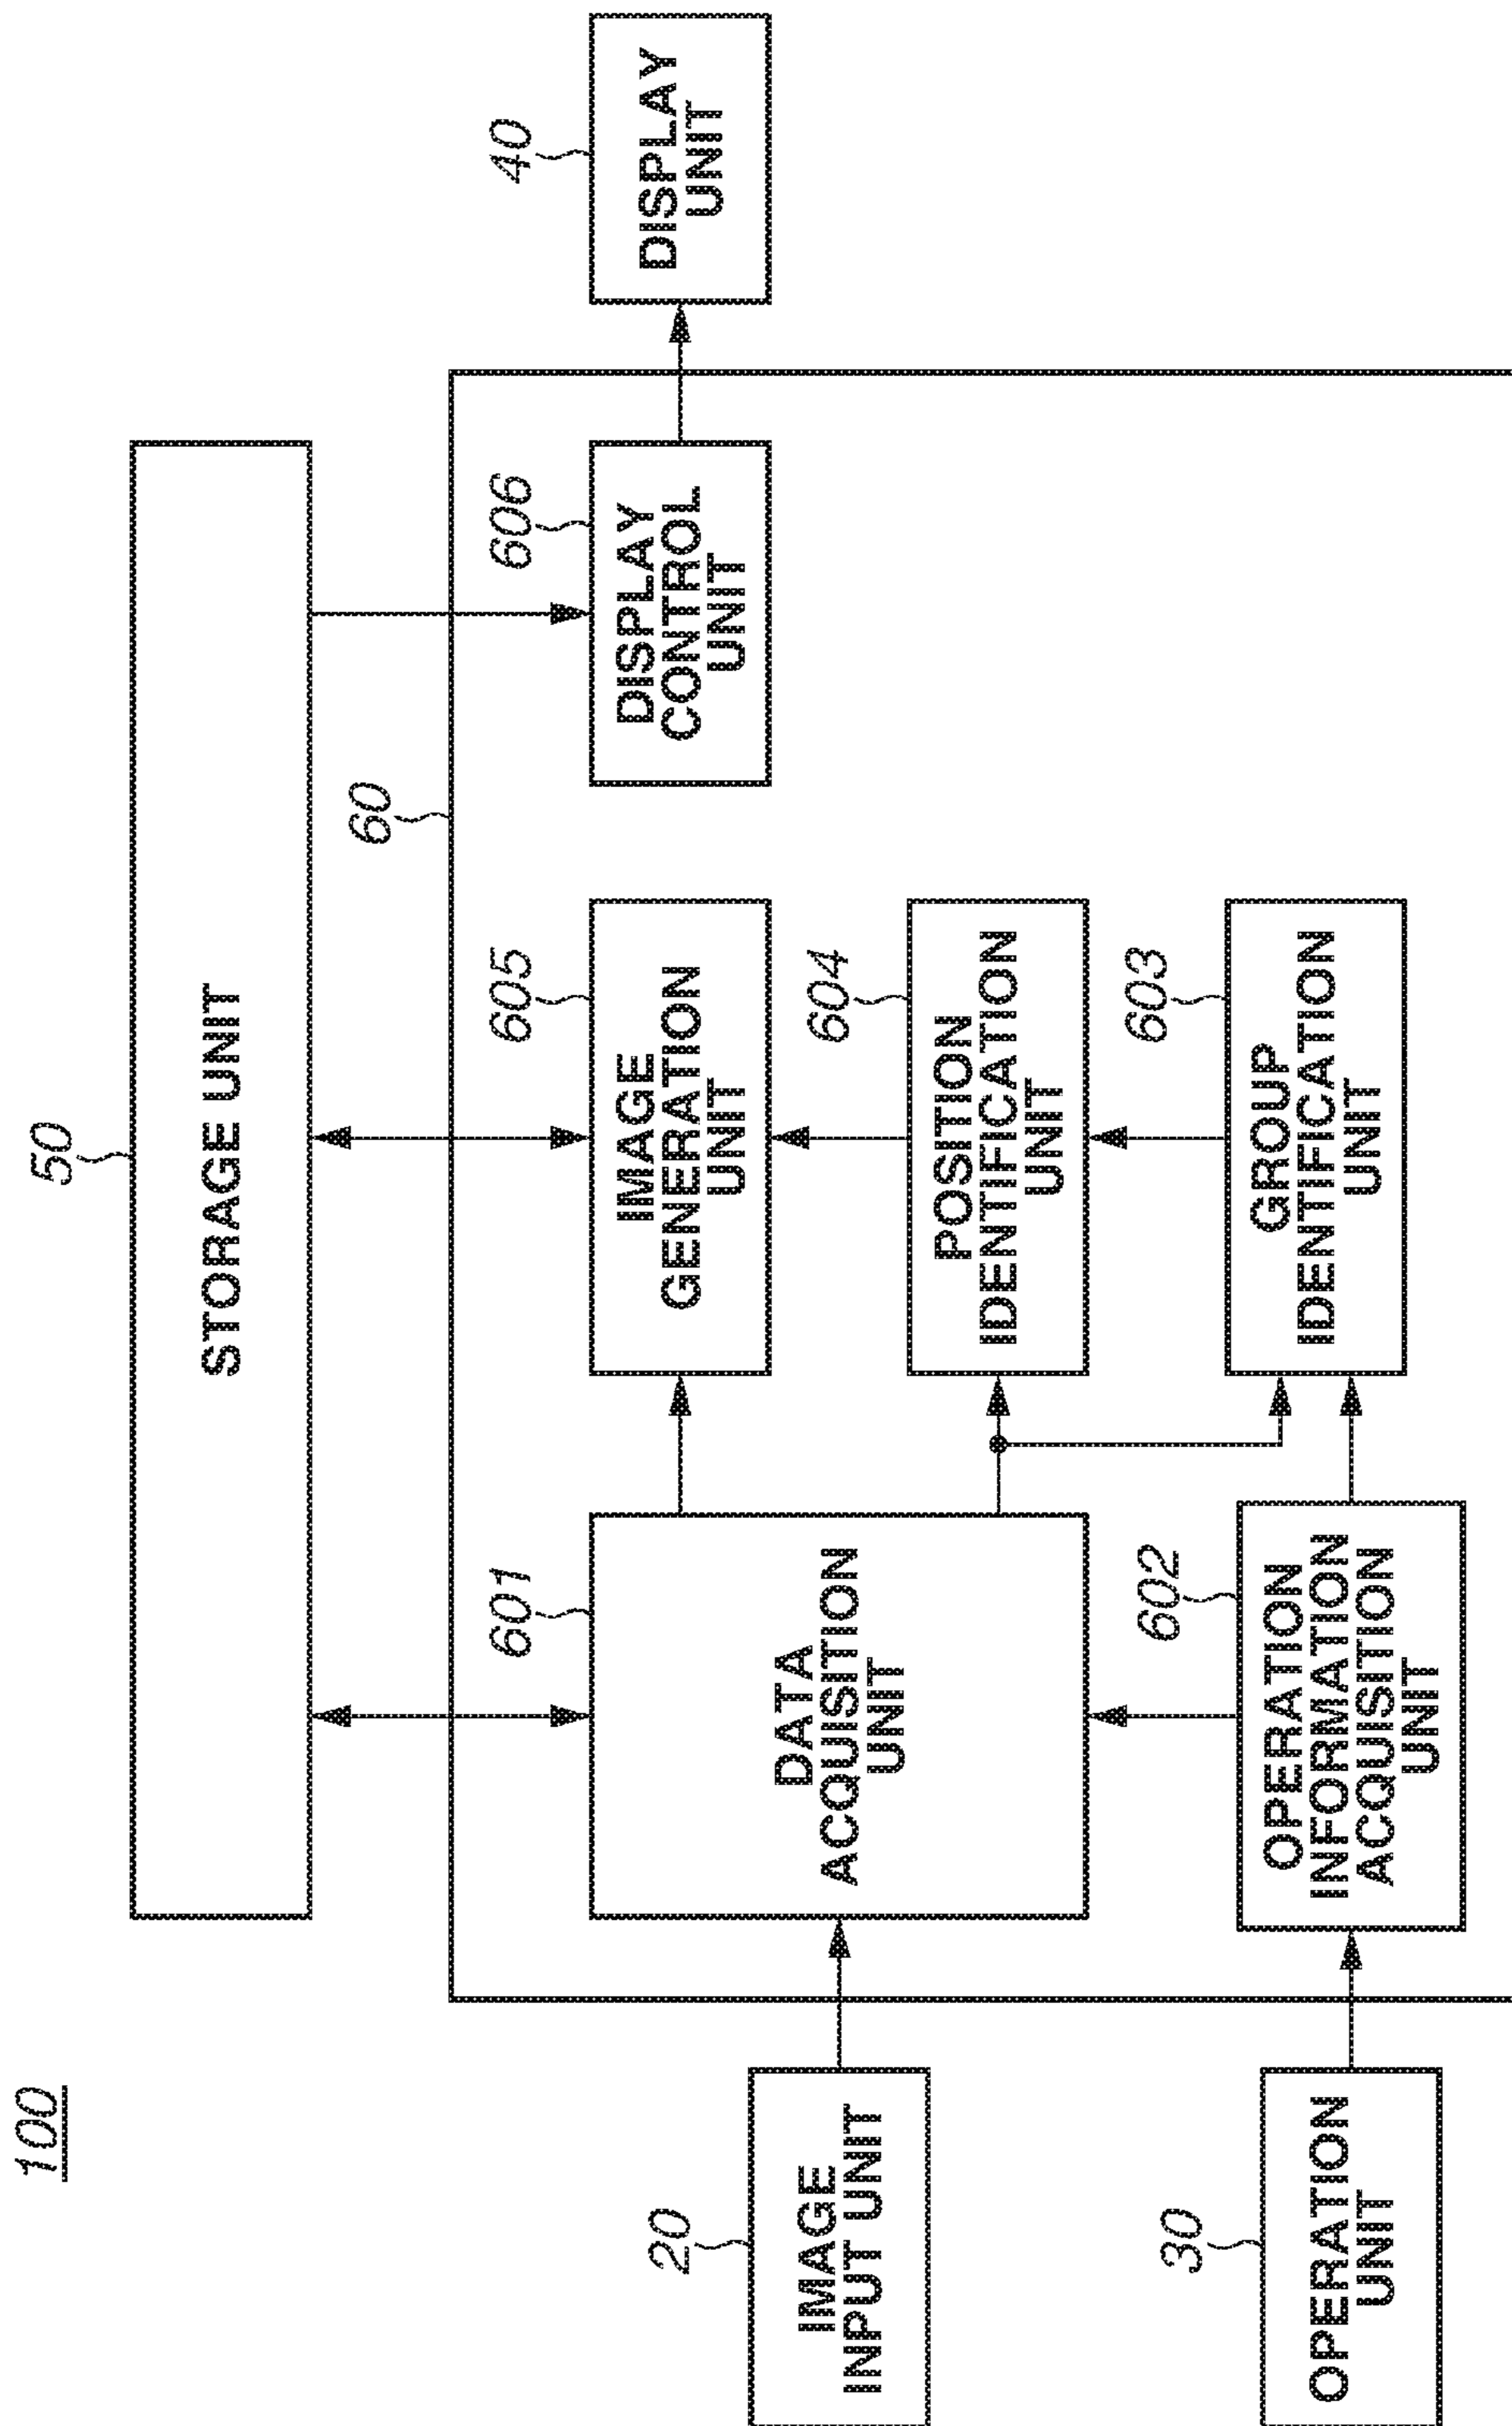 100
50
STORAGE UNIT
60
20
IMAGE
INPUT UNIT
601
DATA
ACQUISITION
UNIT
605
IMAGE
GENERATION
UNIT
606
DISPLAY
CONTROL
UNIT
40
DISPLAY
UNIT
604
POSITION
IDENTIFICATION
UNIT
30
OPERATION
UNIT
602
OPERATION
INFORMATION
ACQUISITION
UNIT
603
GROUP
IDENTIFICATION
UNIT